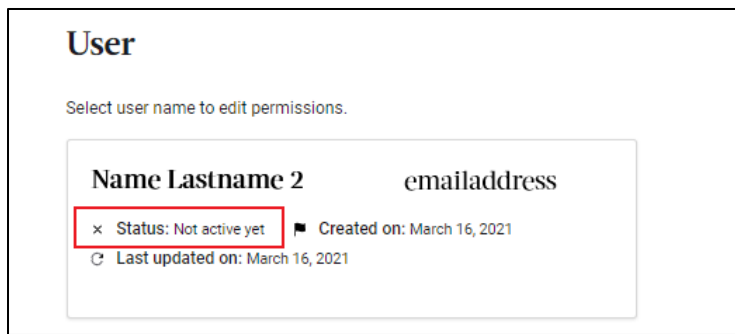 User
Select user name to edit permissions.
Name Lastname 2 emailaddress
Status: Not active yet Created on: March 16, 2021
Last updated on: March 16, 2021